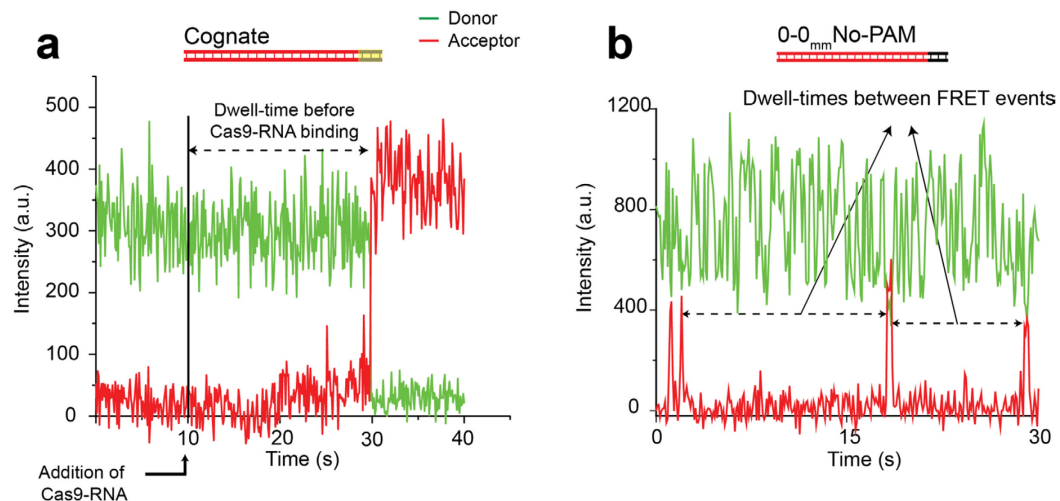 a
Cognate
Donor
Acceptor
Dwell-time before
Cas9-RNA binding
Intensity (a.u.)
500
400
300
200
100
50
0
0
10
20
30
40
Time (s)
Addition of
Cas9-RNA
b
0-0mmNo-PAM
Dwell-times between FRET events
Intensity (a.u.)
1200
800
400
0
0
15
30
Time (s)